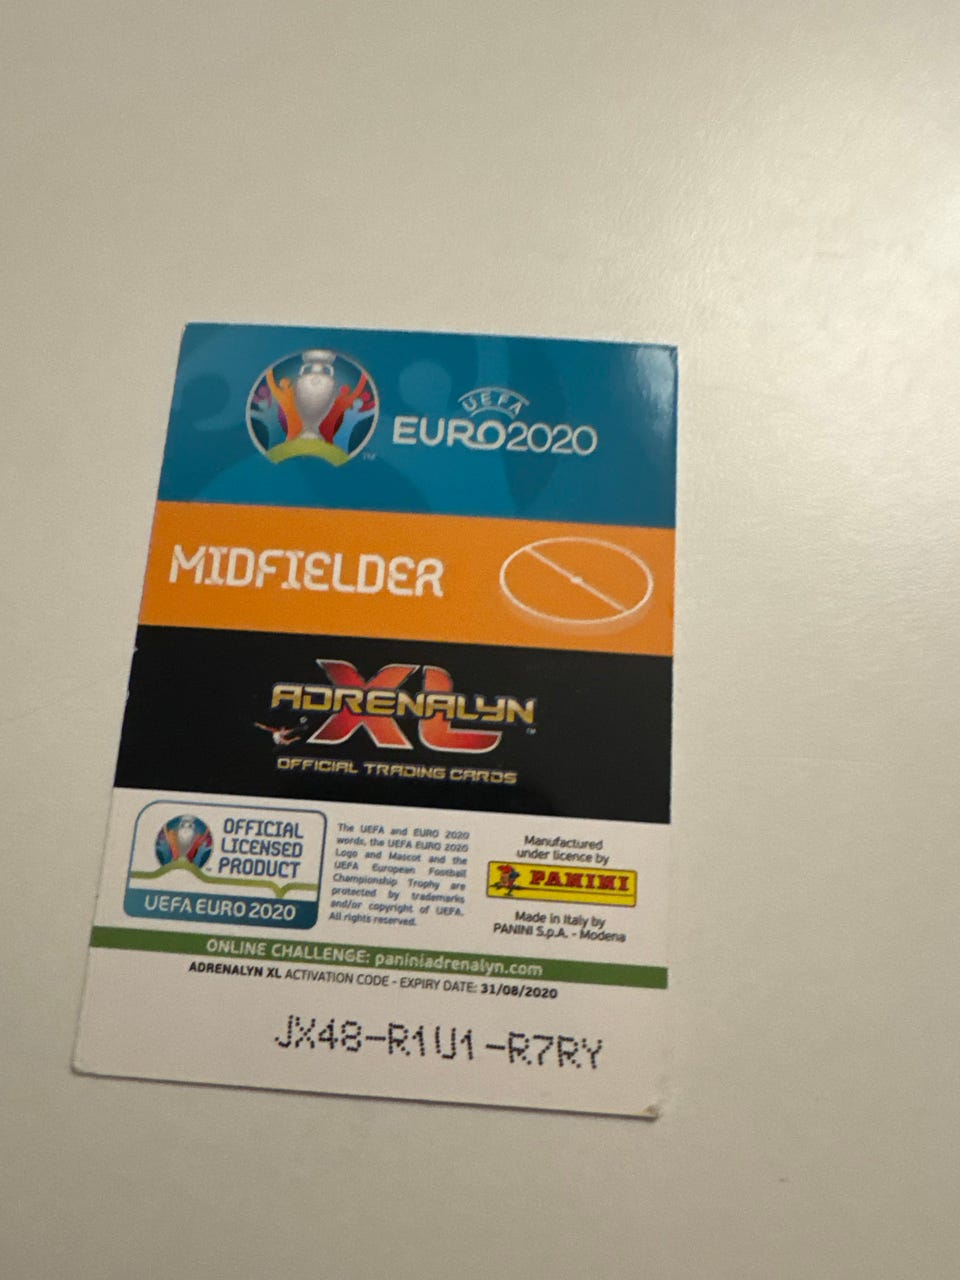 UEFA
EURO2020
MIDFIELDER
ADRENALYN
XL
OFFICIAL TRADING CARDS
OFFICIAL
LICENSED
PRODUCT
UEFA EURO 2020
The UEFA and EURO 2020
words, the UEFA EURO 2020
Logo and Mascot and the
UEFA European Football
Championship Trophy are
protected by trademarks
and/or copyright of UEFA.
All rights reserved.
Manufactured
under licence by
PANINI
Made in Italy by
PANINI S.p.A. - Modena
ONLINE CHALLENGE: paniniadrenalyn.com
ADRENALYN XL ACTIVATION CODE - EXPIRY DATE: 31/08/2020
JX48-R1U1-R7RY